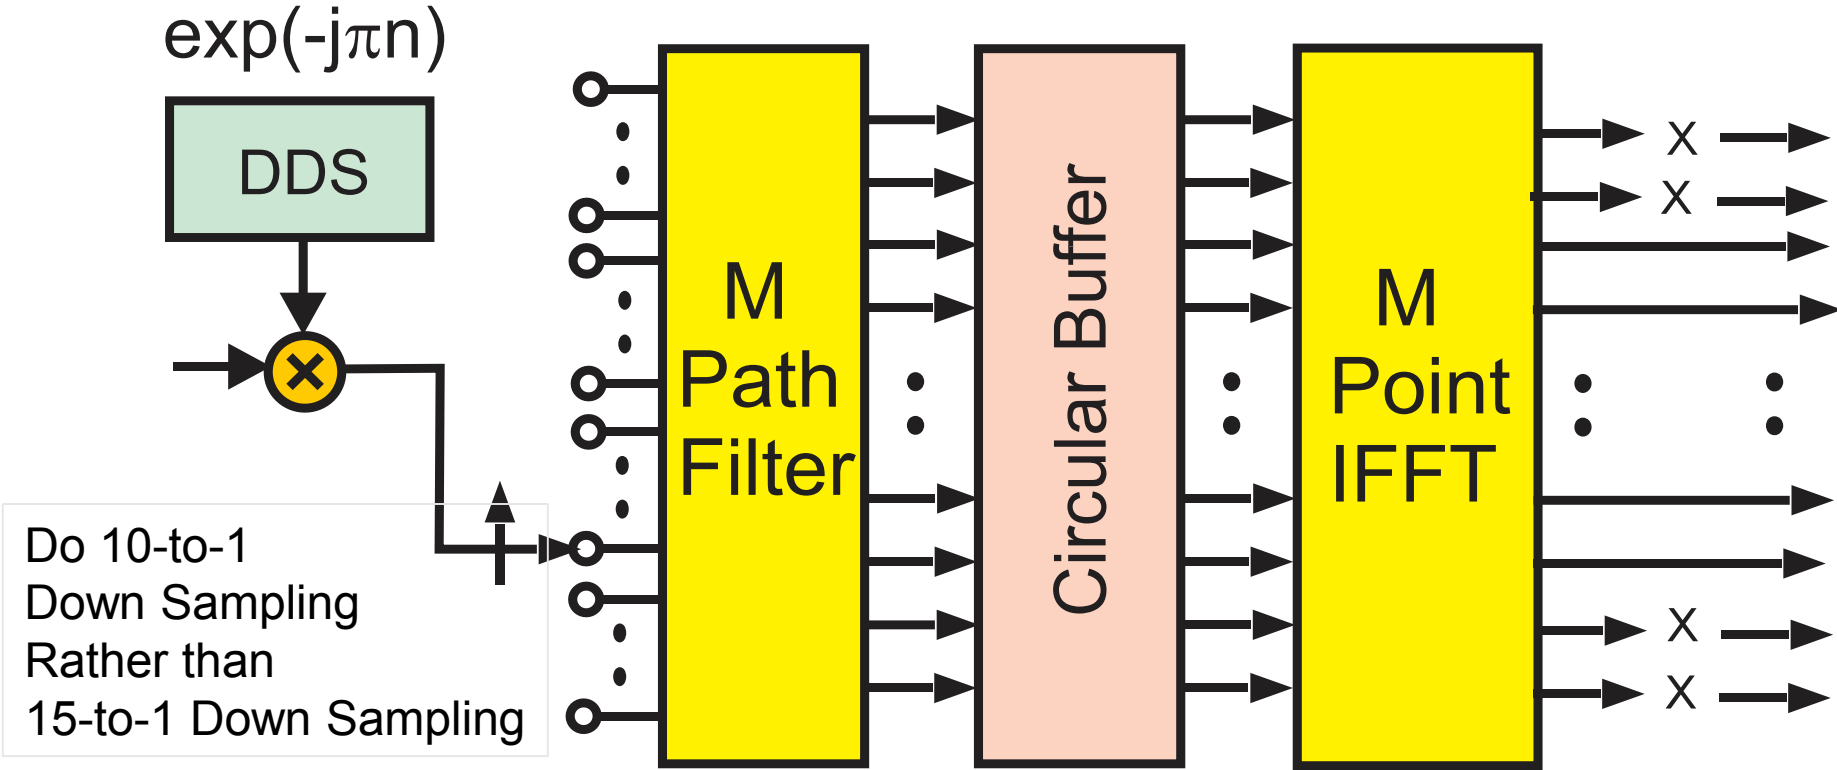 exp(-jπn)
DDS
Do 10-to-1
Down Sampling
Rather than
15-to-1 Down Sampling
M
Path
Filter
Circular Buffer
M
Point
IFFT
X
X
X
X